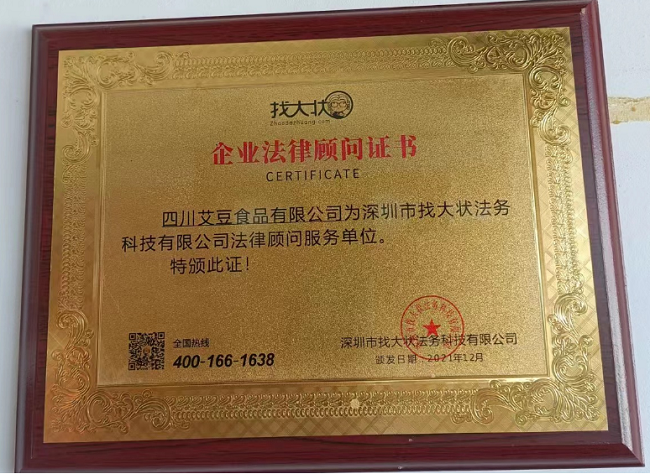 找大状
Zhaodazhuang.com
企业法律顾问证书
CERTIFICATE
四川艾豆食品有限公司为深圳市找大状法务
科技有限公司法律顾问服务单位。
特颁此证！
全国热线
400-166-1638
深圳市找大状法务科技有限公司
颁发日期：2021年12月